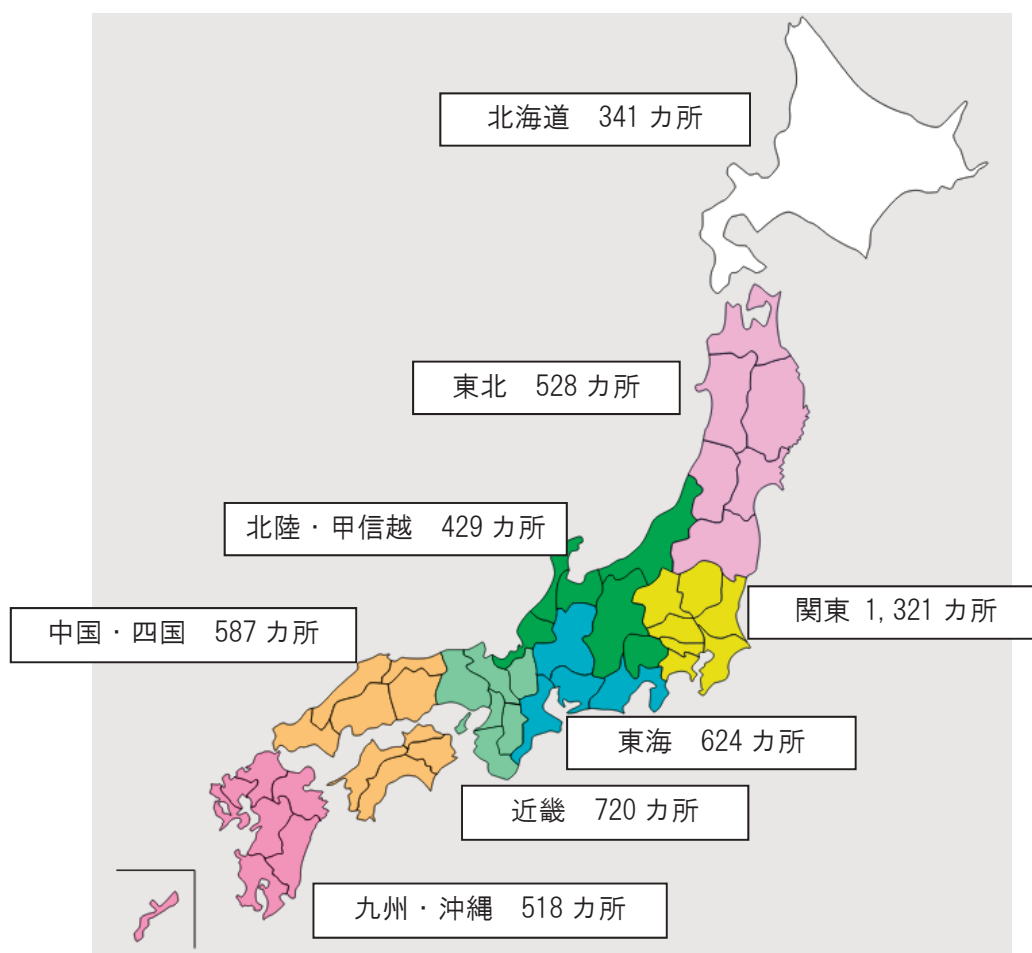 北海道　341 カ所
東北　528 カ所
北陸・甲信越　429 カ所
関東 1,321 カ所
中国・四国　587 カ所
東海　624 カ所
近畿　720 カ所
九州・沖縄　518 カ所